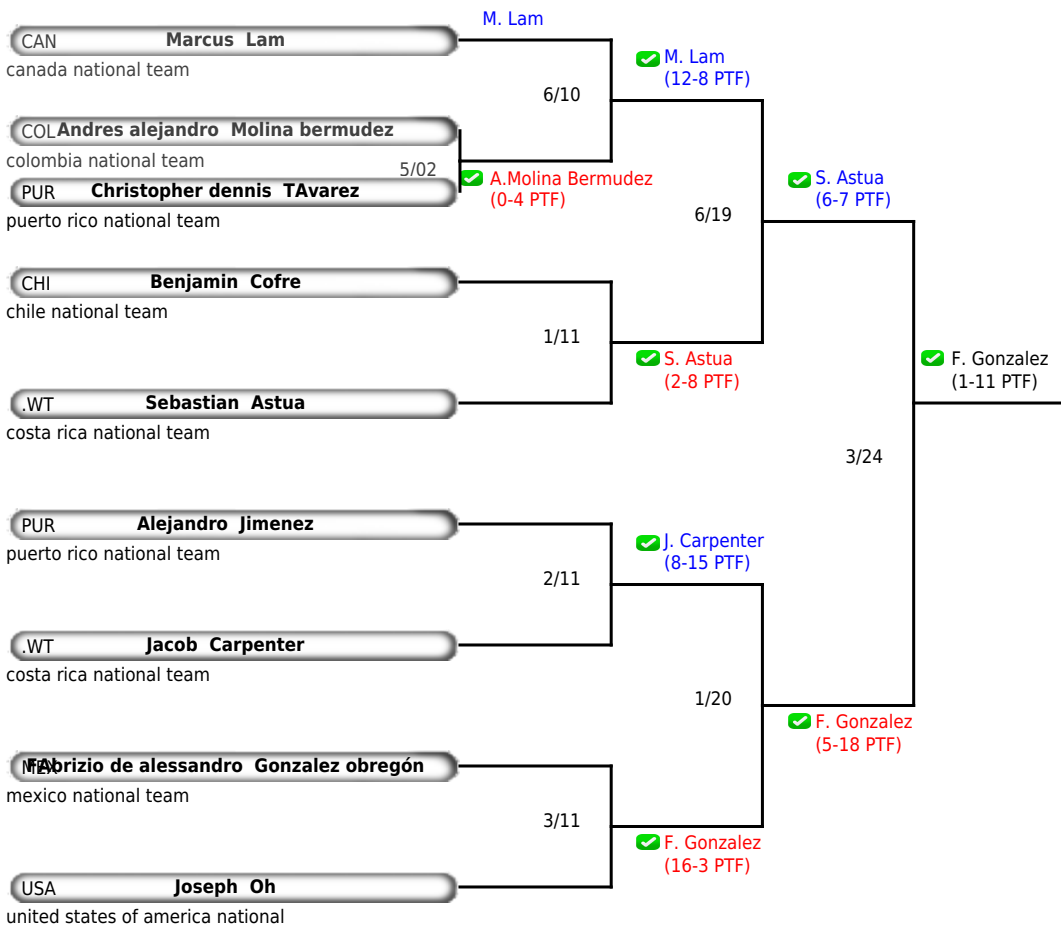 M. Lam
CAN Marcus Lam
canada national team
M. Lam
(12-8 PTF)
6/10
COL Andres alejandro Molina bermudez
colombia national team
5/02
A.Molina Bermudez
(0-4 PTF)
PUR Christopher dennis TAvarez
puerto rico national team
S. Astua
(6-7 PTF)
6/19
CHI Benjamin Cofre
chile national team
1/11
S. Astua
(2-8 PTF)
F. Gonzalez
(1-11 PTF)
.WT Sebastian Astua
costa rica national team
3/24
PUR Alejandro Jimenez
puerto rico national team
J. Carpenter
(8-15 PTF)
2/11
.WT Jacob Carpenter
costa rica national team
1/20
F. Gonzalez
(5-18 PTF)
MEX FAbrizio de alessandro Gonzalez obregón
mexico national team
3/11
F. Gonzalez
(16-3 PTF)
USA Joseph Oh
united states of america national